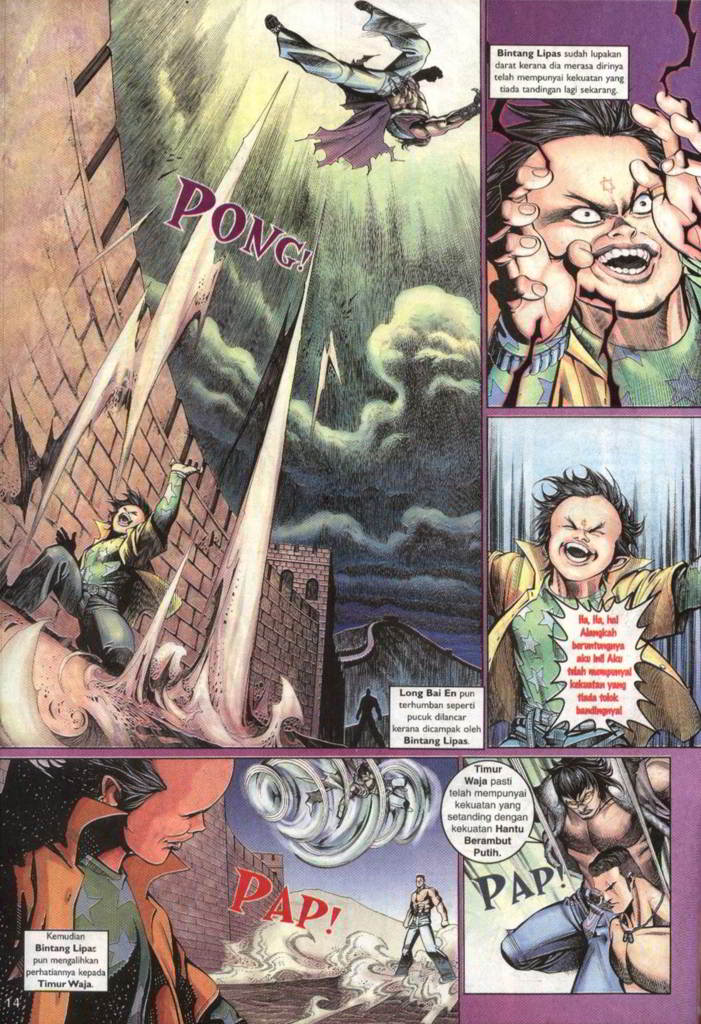 PONG!
Long Bai En pun
terhumban seperti
pucuk dilancar
kerana dicampak oleh
Bintang Lipas.
Bintang Lipas sudah lupakan
darat kerana dia merasa dirinya
telah mempunyai kekuatan yang
tiada tandingan lagi sekarang.
Ha, Ha, ha!
Alangkah
beruntungnya
aku ini! Aku
telah mempunyai
kekuatan yang
tiada tolok
bandingnya!
Kemudian
Bintang Lipas
pun mengalihkan
perhatiannya kepada
Timur Waja.
PAP!
Timur
Waja pasti
telah mempunyai
kekuatan yang
setanding dengan
kekuatan Hantu
Berambut
Putih.
PAP!
14